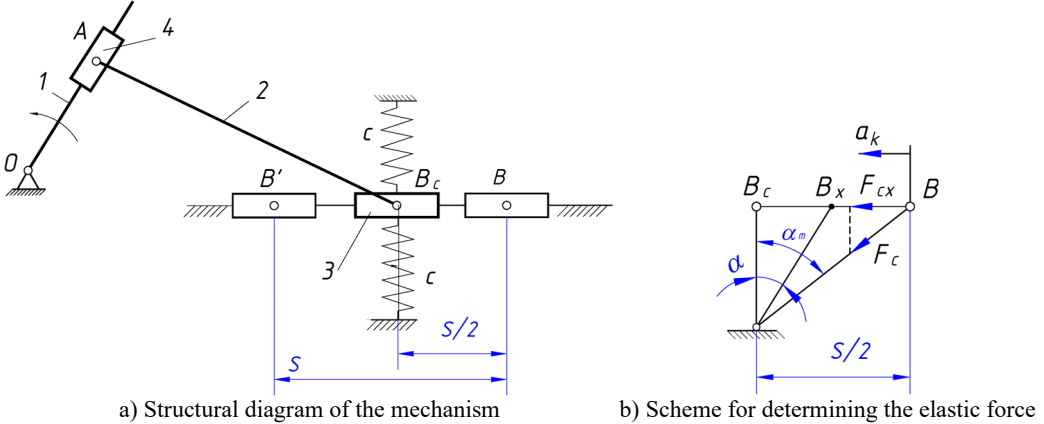 A
4
1
2
O
c
B'
B c
B
3
c
S/2
S
a) Structural diagram of the mechanism
a k
B c
B x
F cx
B
α m
F c
α
S/2
b) Scheme for determining the elastic force